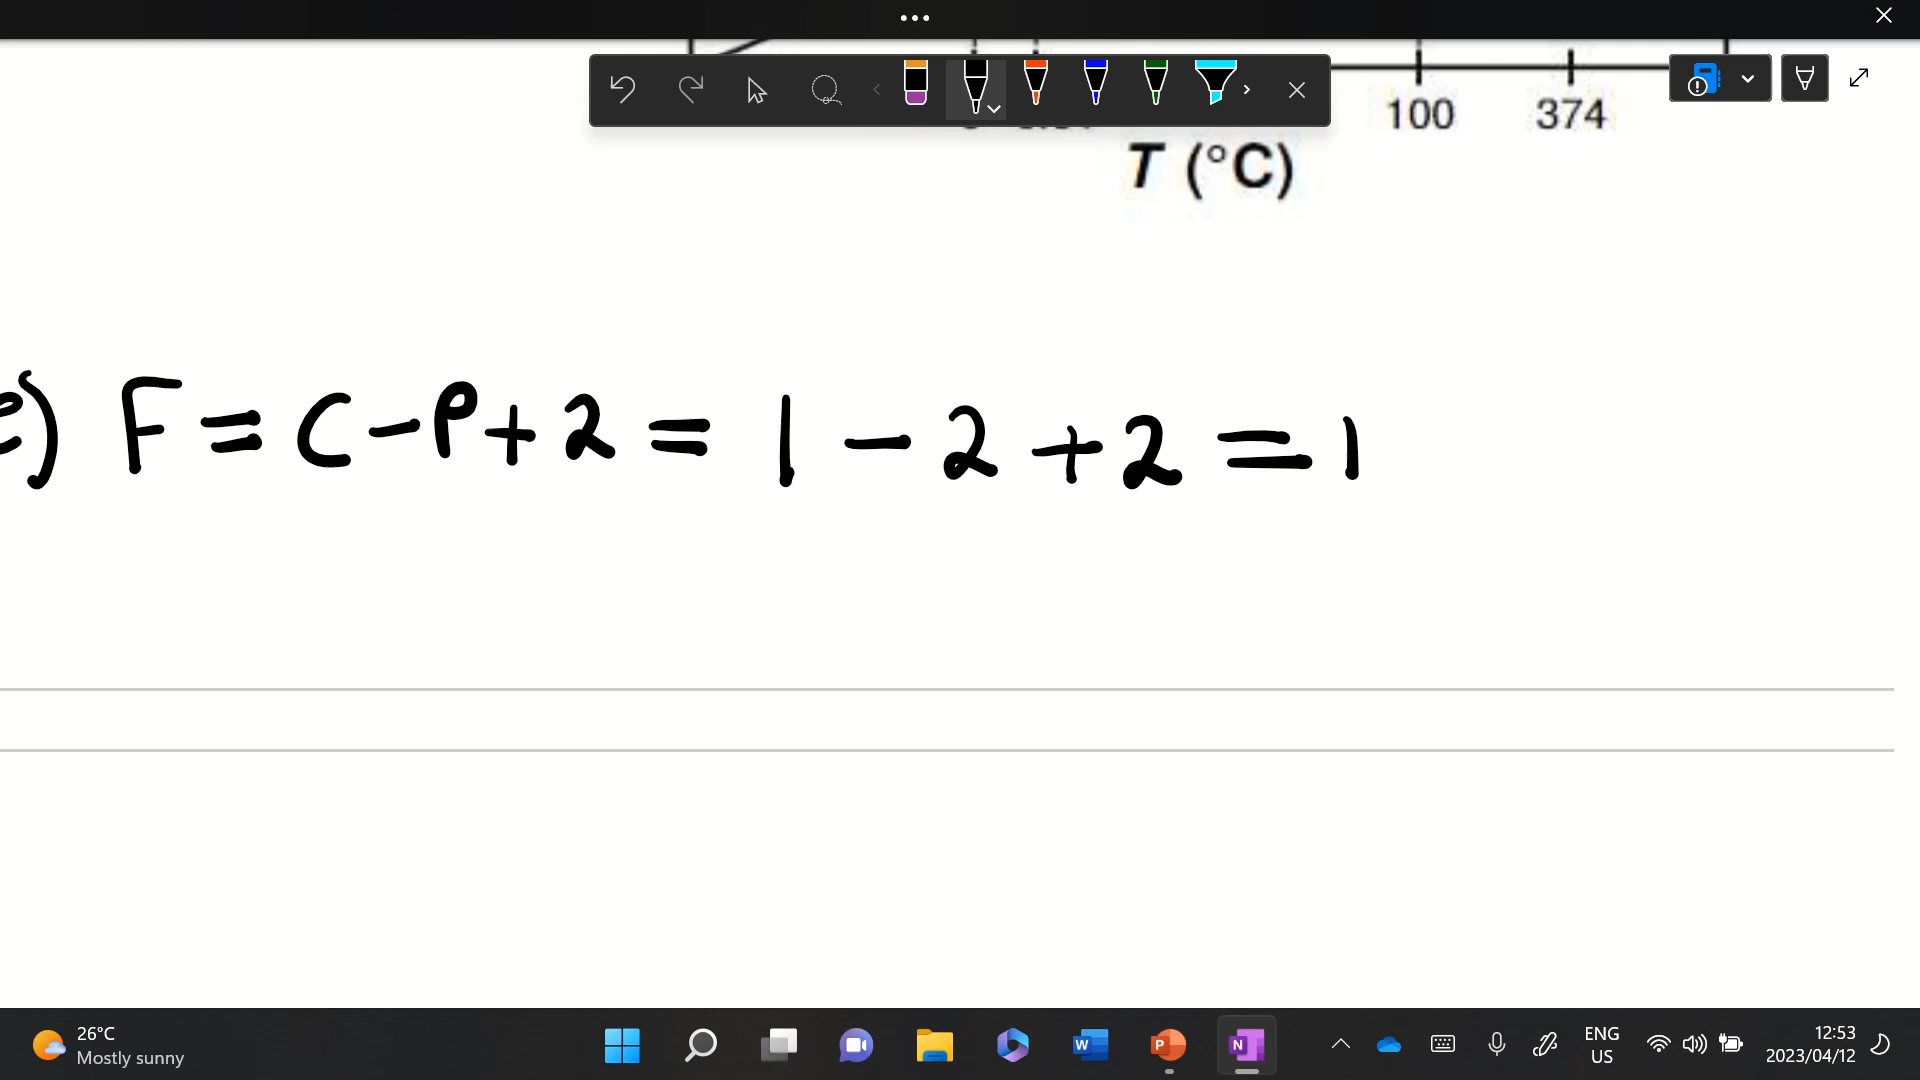 100 374
T (°C)
e) F = C - P + 2 = 1 - 2 + 2 = 1
26°C
Mostly sunny
ENG
US
12:53
2023/04/12